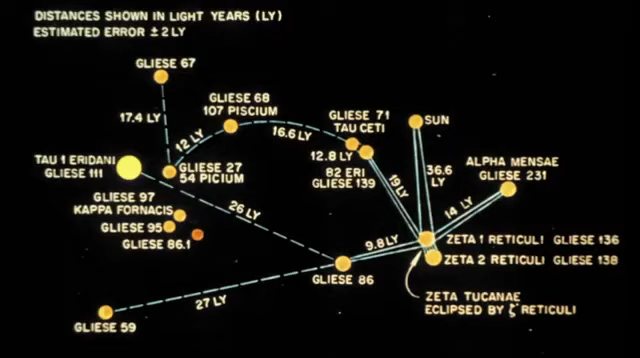 DISTANCES SHOWN IN LIGHT YEARS (LY)
ESTIMATED ERROR ± 2 LY
GLIESE 67
17.4 LY
GLIESE 68
107 PISCIUM
12 LY
16.6 LY
GLIESE 71
TAU CETI
SUN
TAU 1 ERIDANI
GLIESE 111
GLIESE 27
54 PICIUM
12.8 LY
82 ERI
GLIESE 139
19 LY
36.6
LY
ALPHA MENSAE
GLIESE 231
14 LY
GLIESE 97
KAPPA FORNACIS
GLIESE 95
GLIESE 86.1
26 LY
9.8 LY
ZETA 1 RETICULI GLIESE 136
ZETA 2 RETICULI GLIESE 138
GLIESE 86
27 LY
GLIESE 59
ZETA TUCANAE
ECLIPSED BY ζ RETICULI